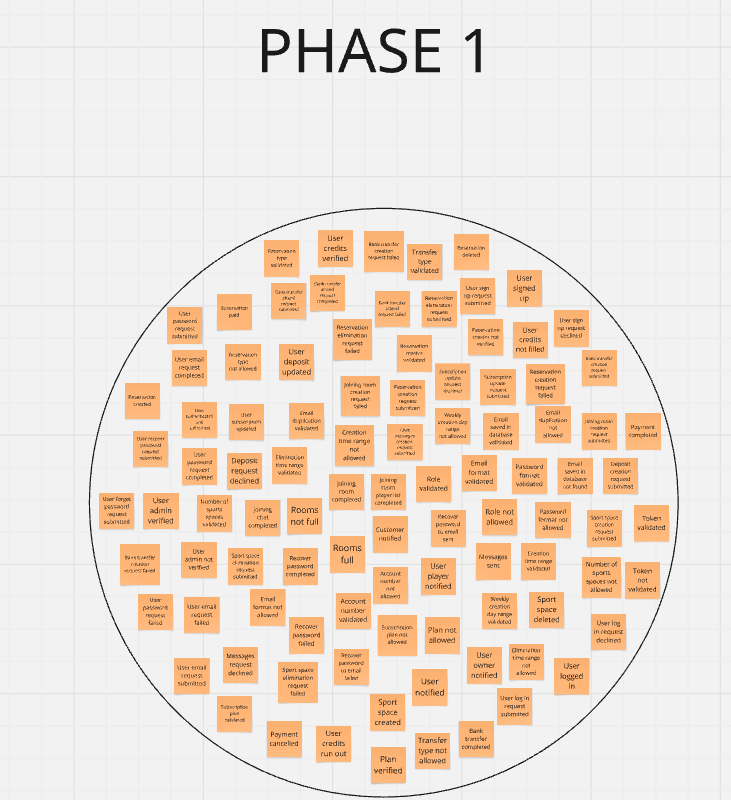 PHASE 1
Reservation
type
validated
User
credits
verified
Bank transfer
creation
request failed
Transfer
type
validated
Reservation
deleted
request
submitted
request
completed
User sign
up request
submitted
User
signed
up
User
password
request
submitted
Reservation
paid
Bank transfer
request failed
Reservation
elimination
request
submitted
Reservation
elimination
request
failed
Reservation
creation not
verified
User
credits
not filled
User sign
up request
declined
User email
request
completed
Reservation
type
not allowed
User
deposit
updated
Reservation
validated
Subscription
update
request
declined
Subscription
update
request
submitted
Reservation
creation
request
failed
Bank transfer
creation
request
submitted
Reservation
created
Joining room
creation
request
failed
Reservation
creation
request
submitted
User
User
subscription
updated
Email
duplication
validated
Weekly
creation day
range
not allowed
Email
saved in
database
validated
Email
duplication
not
allowed
Joining room
creation
request
submitted
Payment
completed
User recover
password
request
submitted
Creation
time range
not
allowed
User
messages
creation
request
submitted
User
password
request
completed
Deposit
request
declined
Elimination
time range
validated
Joining
room
completed
Joining
room
player list
completed
Role
validated
Email
format
validated
Password
format
validated
Email
saved in
database
not found
Deposit
creation
request
submitted
User forgot
password
request
submitted
User
admin
verified
Number of
sports
spaces
validated
Joining
chat
completed
Rooms
not full
Customer
notified
Recover
password
to email
sent
Role not
allowed
Password
format not
allowed
Sport space
creation
request
submitted
Token
validated
Bank transfer
creation
request failed
User
admin not
verified
Sport space
elimination
request
submitted
Recover
password
completed
Rooms
full
Account
number
not
allowed
User
player
notified
Messages
sent
Creation
time range
validated
Number of
sports
spaces not
allowed
Token
not
validated
User
password
request
failed
User email
request
failed
Email
format not
allowed
Recover
password
failed
Account
number
validated
Subscription
plan not
allowed
Plan not
allowed
Weekly
creation
day range
validated
Sport
space
deleted
User log
in request
declined
User email
request
submitted
Messages
request
declined
Sport space
elimination
request
failed
Recover
password
to email
failed
User
notified
User
owner
notified
Elimination
time range
not
allowed
User
logged
in
Subscription
plan
validated
Sport
space
created
User log in
request
submitted
Payment
cancelled
User
credits
run out
Plan
verified
Transfer
type not
allowed
Bank
transfer
completed